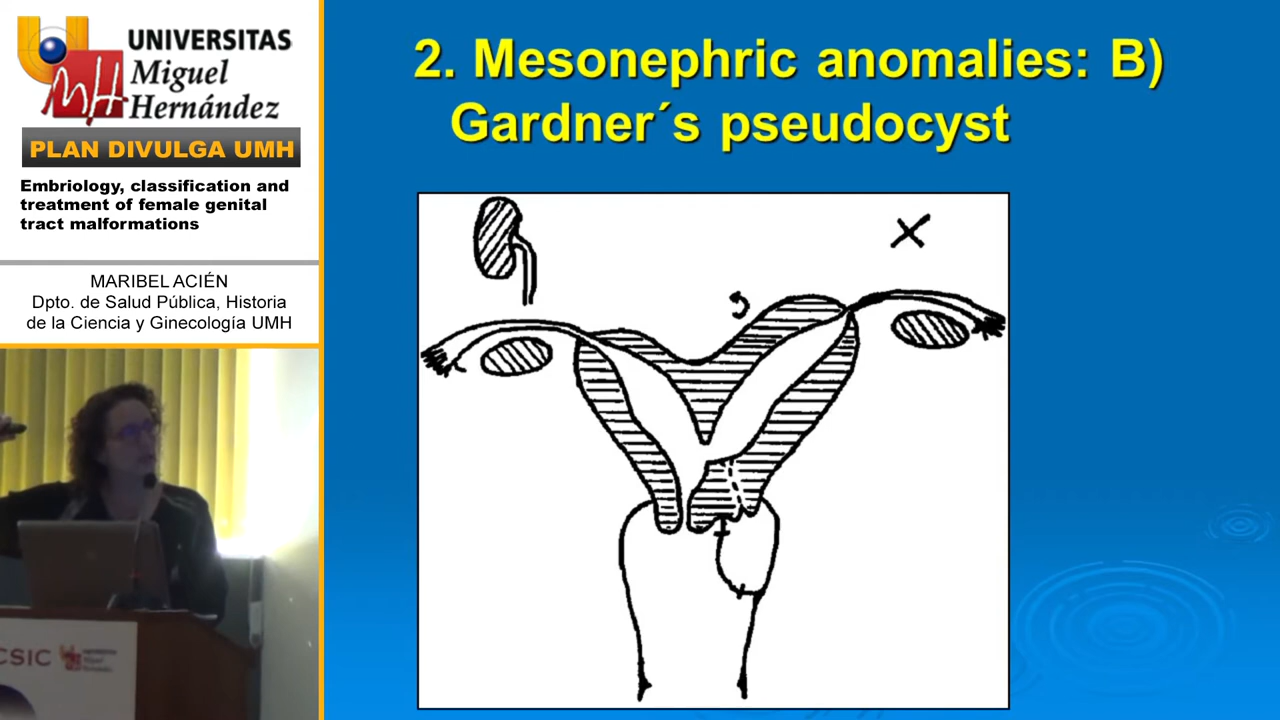 UNIVERSITAS
Miguel
Hernández
PLAN DIVULGA UMH
Embriology, classification and
treatment of female genital
tract malformations
MARIBEL ACIÉN
Dpto. de Salud Pública, Historia
de la Ciencia y Ginecología UMH
2. Mesonephric anomalies: B)
Gardner´s pseudocyst
CSIC